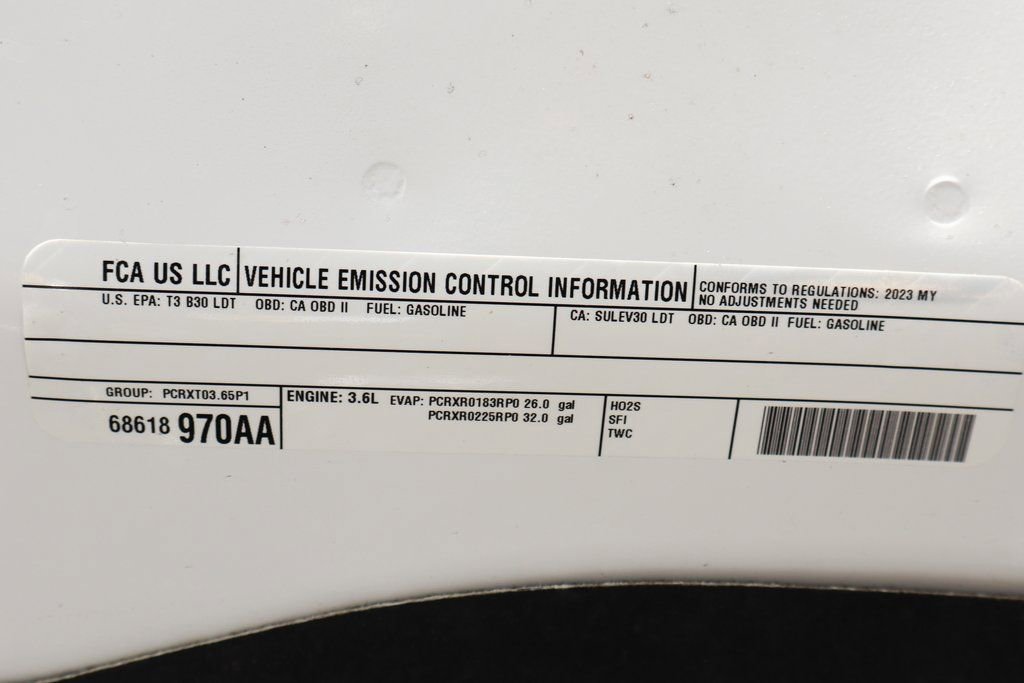 FCA US LLC VEHICLE EMISSION CONTROL INFORMATION
CONFORMS TO REGULATIONS: 2023 MY
NO ADJUSTMENTS NEEDED
U.S. EPA: T3 B30 LDT OBD: CA OBD II FUEL: GASOLINE
CA: SULEV30 LDT OBD: CA OBD II FUEL: GASOLINE
GROUP: PCRXT03.65P1
68618 970AA
ENGINE: 3.6L EVAP: PCRXR0183RP0 26.0 gal
PCRXR0225RP0 32.0 gal
HO2S
SFI
TWC